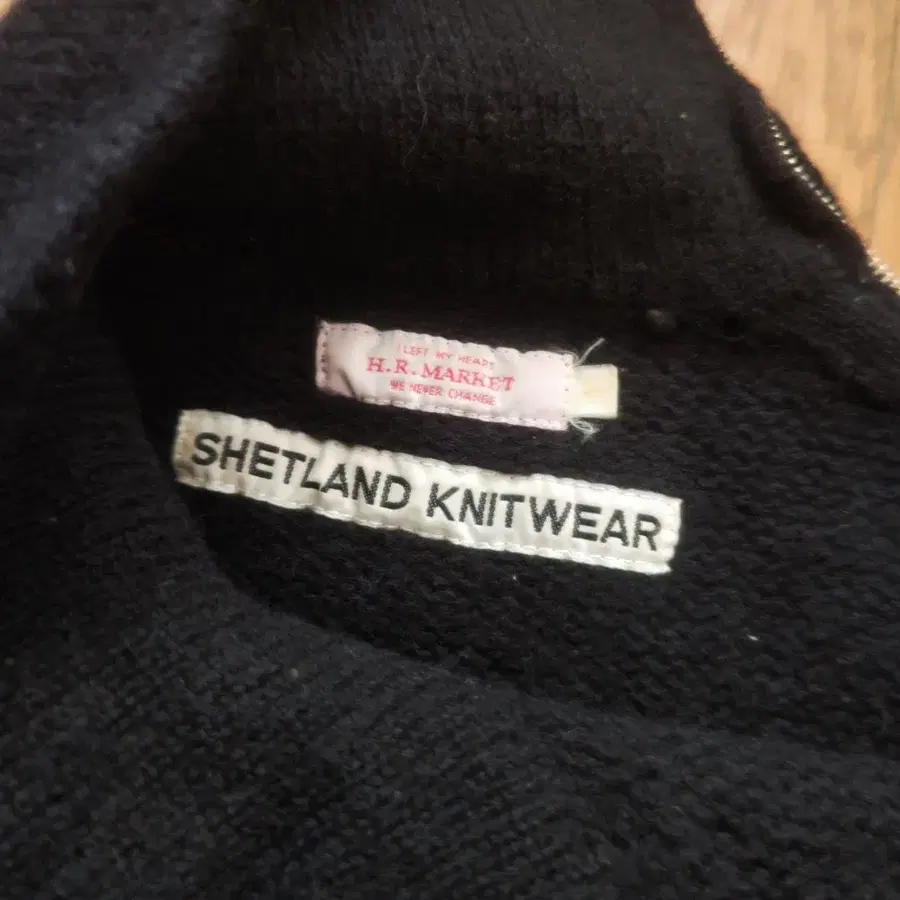 I LEFT MY HEART
H.R.MARKET
WE NEVER CHANGE
SHETLAND KNITWEAR